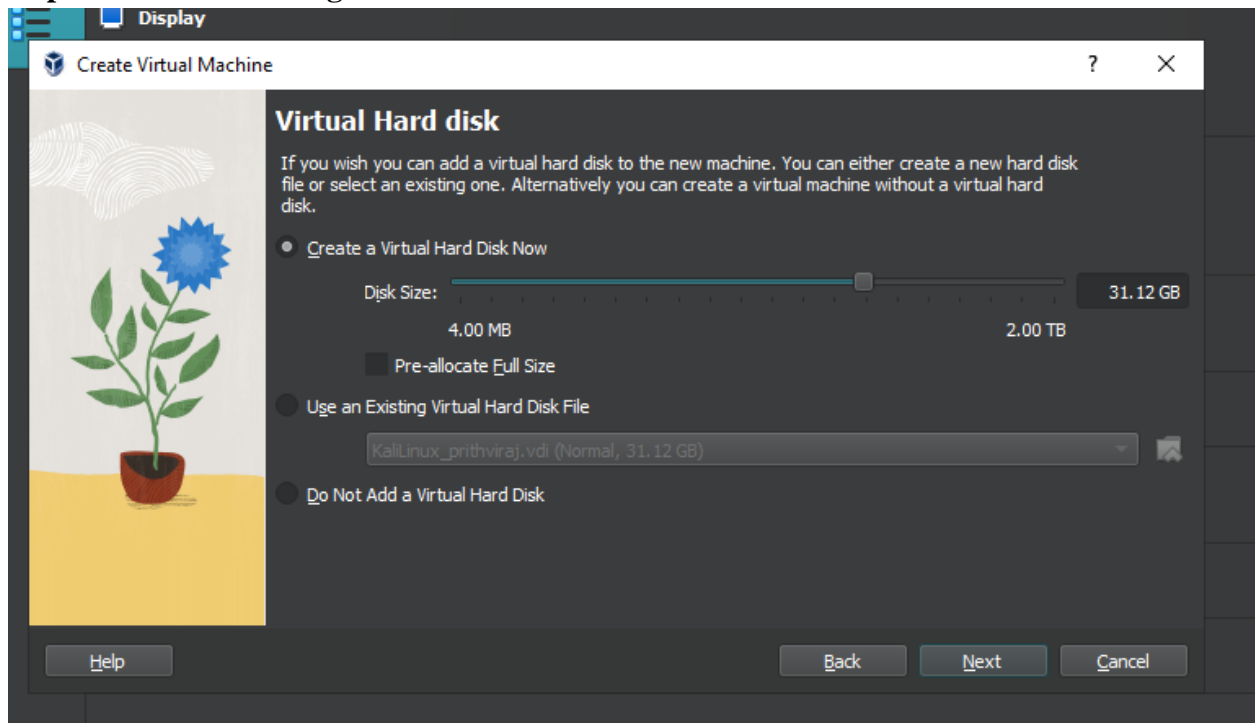 Display
Create Virtual Machine
?
Virtual Hard disk
If you wish you can add a virtual hard disk to the new machine. You can either create a new hard disk
file or select an existing one. Alternatively you can create a virtual machine without a virtual hard
disk.
Create a Virtual Hard Disk Now
Disk Size:
31.12 GB
4.00 MB
2.00 TB
Pre-allocate Full Size
Use an Existing Virtual Hard Disk File
KaliLinux_prithviraj.vdi (Normal, 31.12 GB)
Do Not Add a Virtual Hard Disk
Help
Back
Next
Cancel